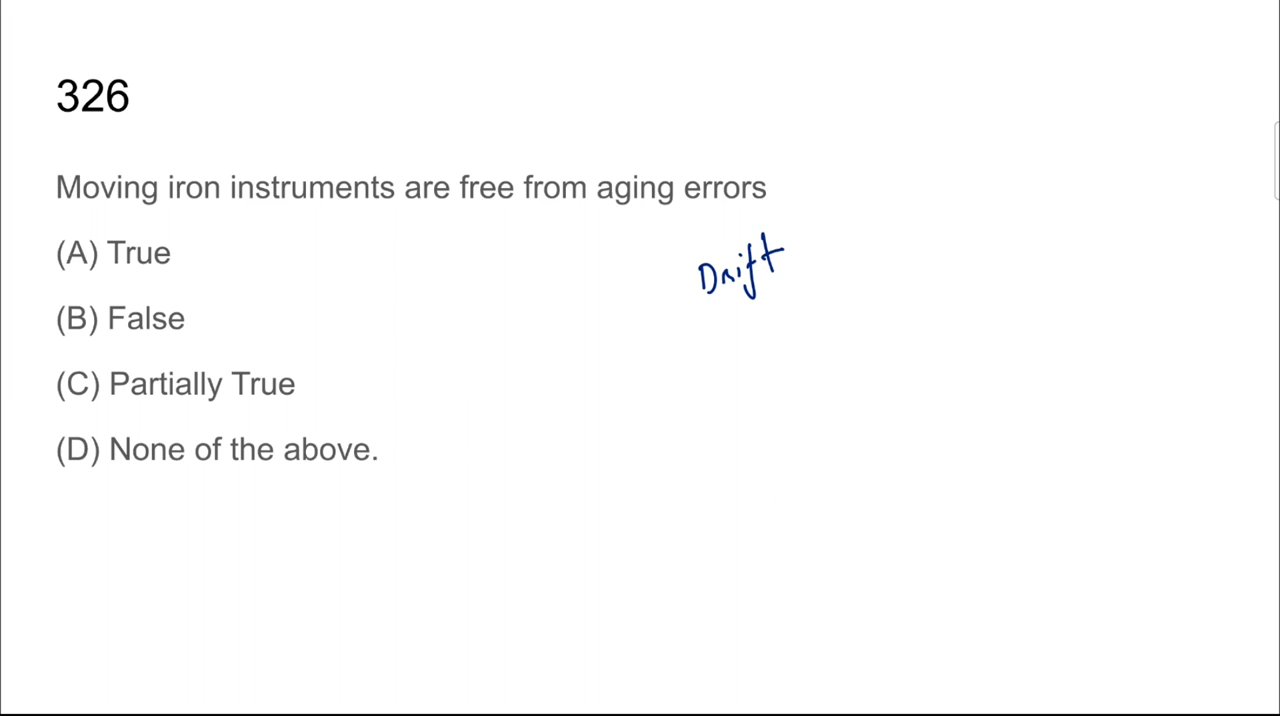 326
Moving iron instruments are free from aging errors
(A) True
Drift
(B) False
(C) Partially True
(D) None of the above.